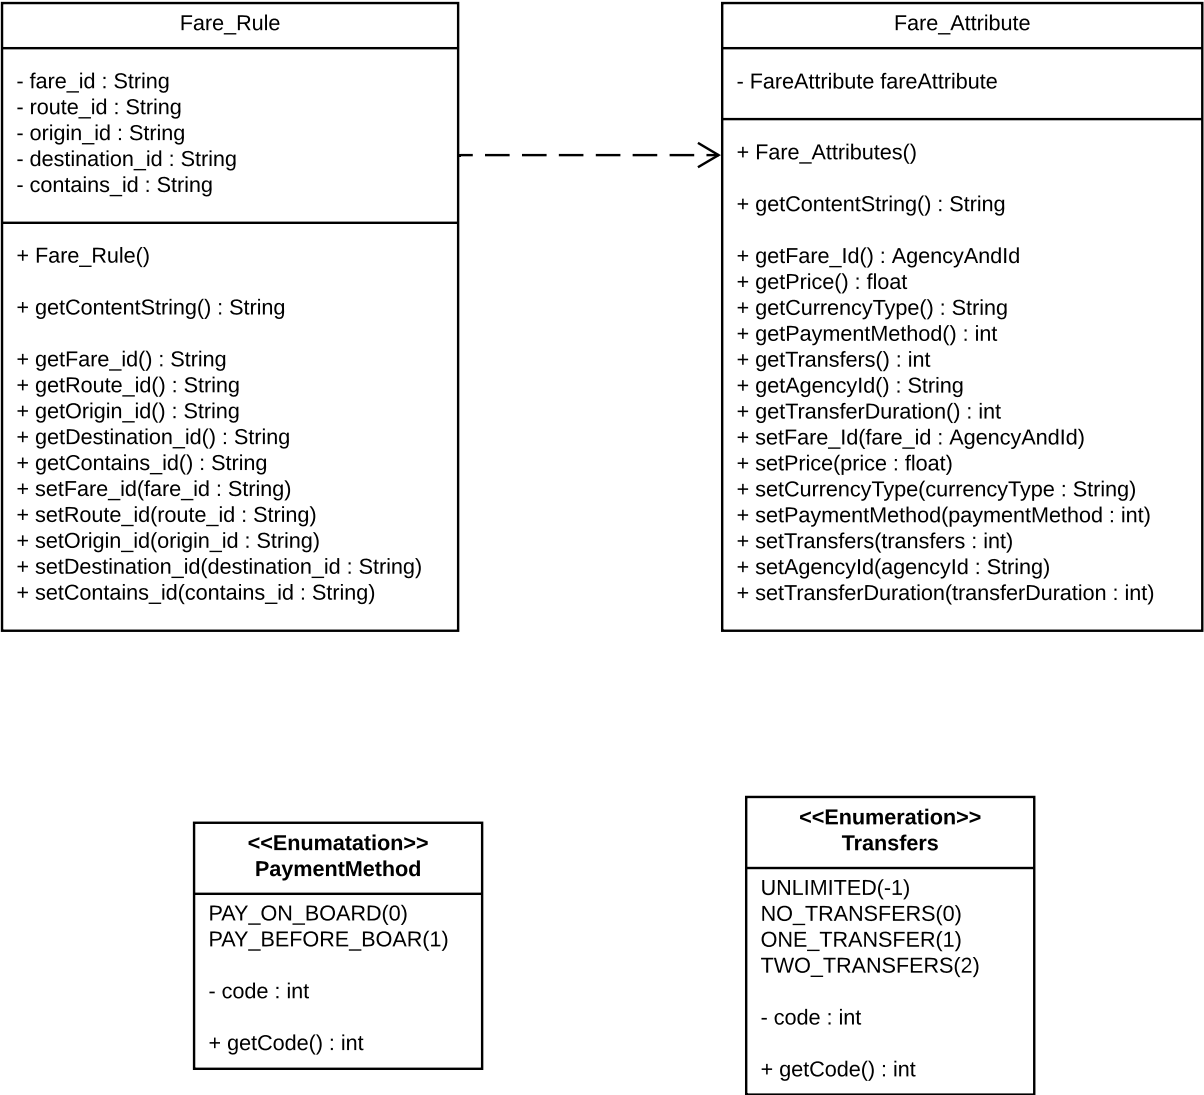 Fare_Rule
- fare_id : String
- route_id : String
- origin_id : String
- destination_id : String
- contains_id : String
+ Fare_Rule()
+ getContentString() : String
+ getFare_id() : String
+ getRoute_id() : String
+ getOrigin_id() : String
+ getDestination_id() : String
+ getContains_id() : String
+ setFare_id(fare_id : String)
+ setRoute_id(route_id : String)
+ setOrigin_id(origin_id : String)
+ setDestination_id(destination_id : String)
+ setContains_id(contains_id : String)
Fare_Attribute
- FareAttribute fareAttribute
+ Fare_Attributes()
+ getContentString() : String
+ getFare_Id() : AgencyAndId
+ getPrice() : float
+ getCurrencyType() : String
+ getPaymentMethod() : int
+ getTransfers() : int
+ getAgencyId() : String
+ getTransferDuration() : int
+ setFare_Id(fare_id : AgencyAndId)
+ setPrice(price : float)
+ setCurrencyType(currencyType : String)
+ setPaymentMethod(paymentMethod : int)
+ setTransfers(transfers : int)
+ setAgencyId(agencyId : String)
+ setTransferDuration(transferDuration : int)
<<Enumatation>>
PaymentMethod
PAY_ON_BOARD(0)
PAY_BEFORE_BOAR(1)
- code : int
+ getCode() : int
<<Enumeration>>
Transfers
UNLIMITED(-1)
NO_TRANSFERS(0)
ONE_TRANSFER(1)
TWO_TRANSFERS(2)
- code : int
+ getCode() : int